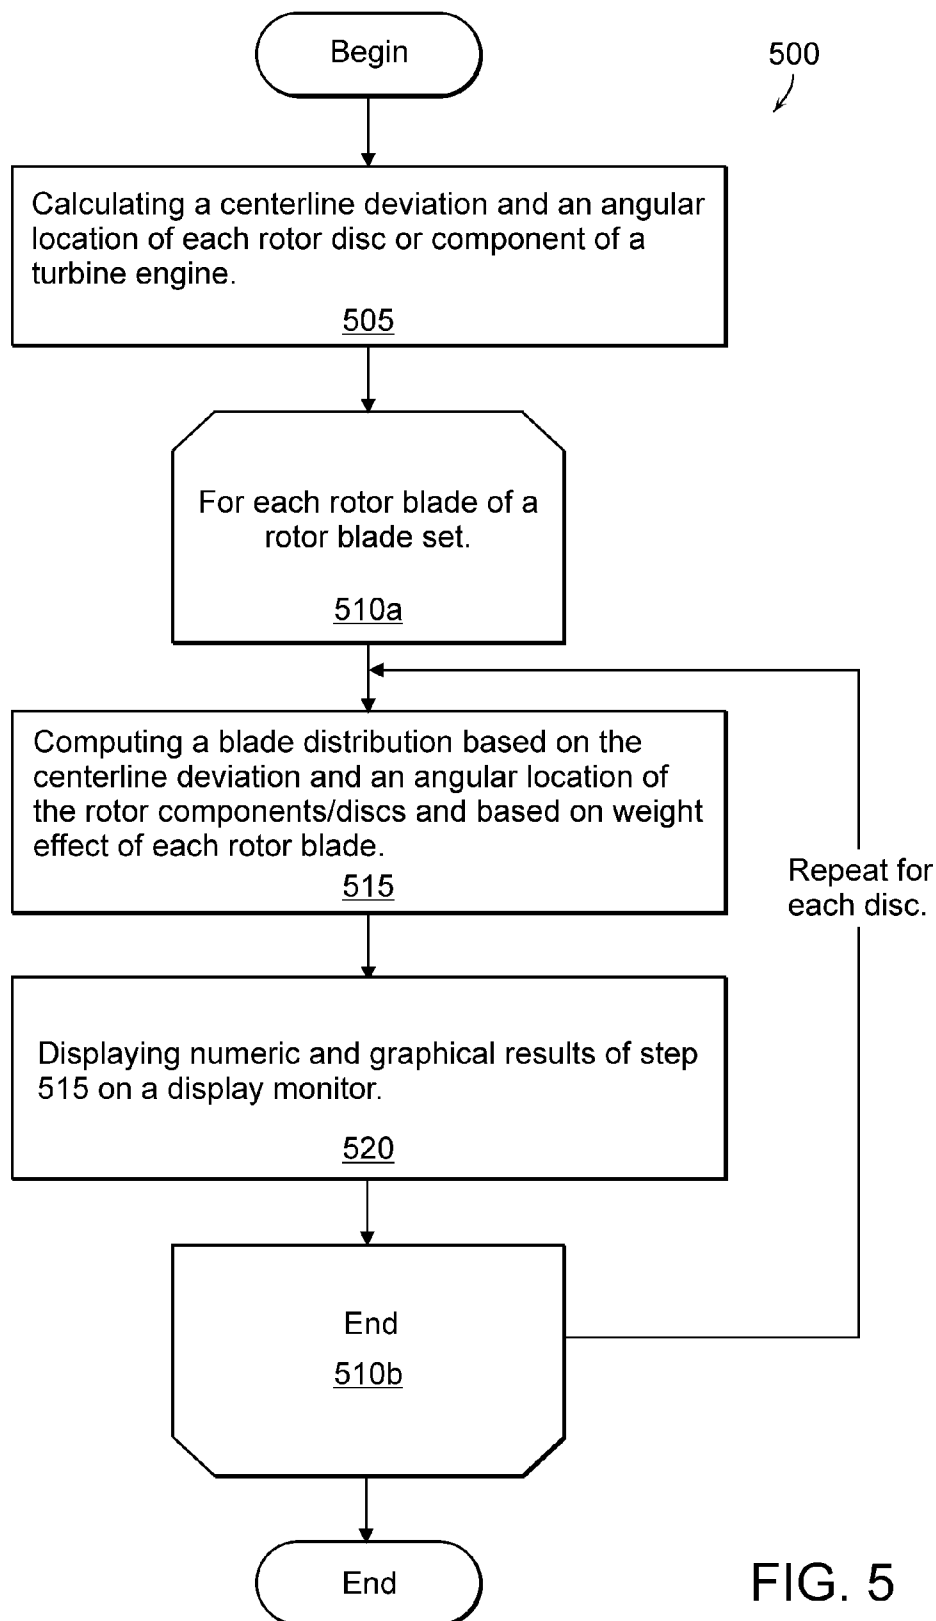 Begin
500
Calculating a centerline deviation and an angular
location of each rotor disc or component of a
turbine engine.
505
For each rotor blade of a
rotor blade set.
510a
Computing a blade distribution based on the
centerline deviation and an angular location of
the rotor components/discs and based on weight
effect of each rotor blade.
515
Repeat for
each disc.
Displaying numeric and graphical results of step
515 on a display monitor.
520
End
510b
End
FIG. 5